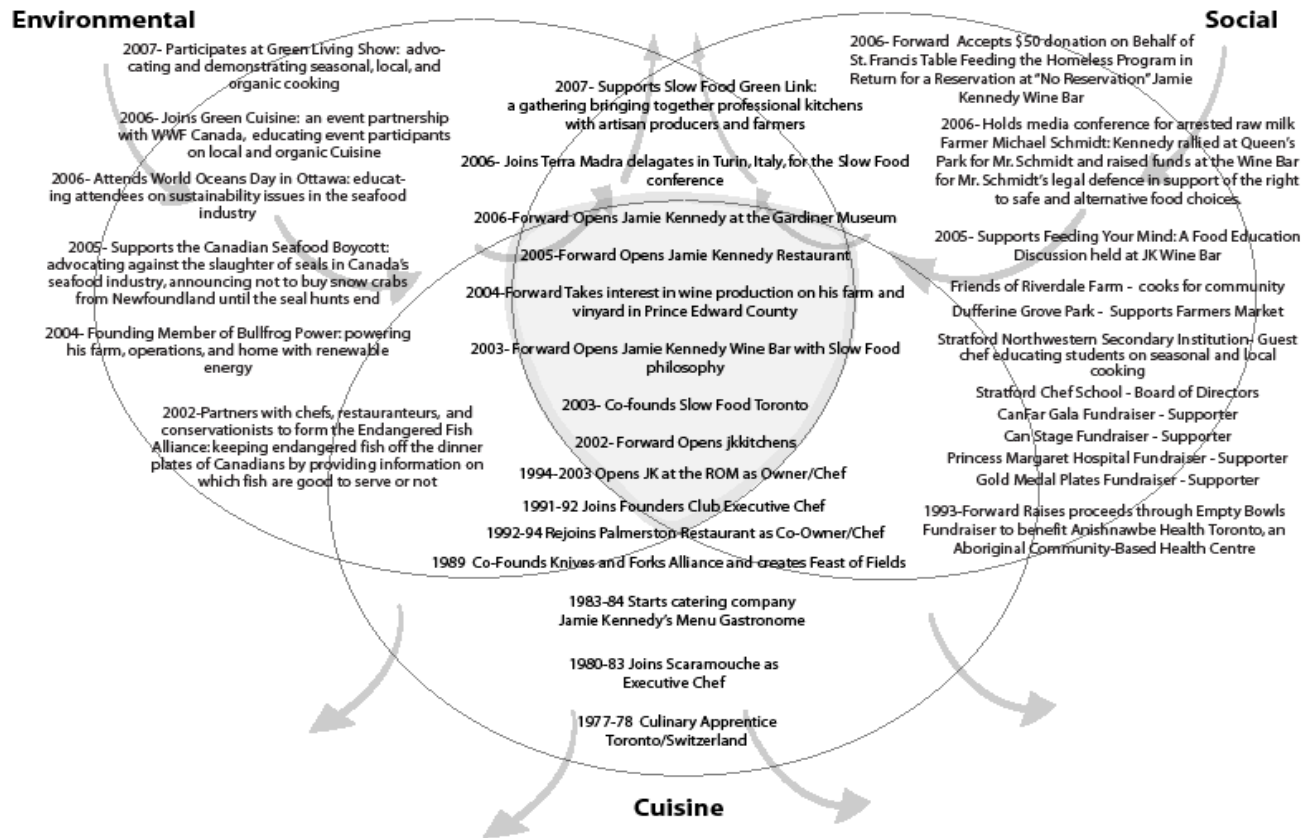 Environmental
2007- Participates at Green Living Show: advo-
cating and demonstrating seasonal, local, and
organic cooking
2006- Joins Green Cuisine: an event partnership
with WWF Canada, educating event participants
on local and organic Cuisine
2006- Attends World Oceans Day in Ottawa: educat-
ing attendees on sustainability issues in the seafood
industry
2005- Supports the Canadian Seafood Boycott:
advocating against the slaughter of seals in Canada's
seafood industry, announcing not to buy snow crabs
from Newfoundland until the seal hunts end
2004- Founding Member of Bullfrog Power: powering
his farm, operations, and home with renewable
energy
2002-Partners with chefs, restauranteurs, and
conservationists to form the Endangered Fish
Alliance: keeping endangered fish off the dinner
plates of Canadians by providing information on
which fish are good to serve or not
2007- Supports Slow Food Green Link:
a gathering bringing together professional kitchens
with artisan producers and farmers
2006- Joins Terra Madra delagates in Turin, Italy, for the Slow Food
conference
2006-Forward Opens Jamie Kennedy at the Gardiner Museum
2005-Forward Opens Jamie Kennedy Restaurant
2004-Forward Takes interest in wine production on his farm and
vinyard in Prince Edward County
2003- Forward Opens Jamie Kennedy Wine Bar with Slow Food
philosophy
2003- Co-founds Slow Food Toronto
2002- Forward Opens jkkitchens
1994-2003 Opens JK at the ROM as Owner/Chef
1991-92 Joins Founders Club Executive Chef
1992-94 Rejoins Palmerston Restaurant as Co-Owner/Chef
1989 Co-Founds Knives and Forks Alliance and creates Feast of Fields
1983-84 Starts catering company
Jamie Kennedy's Menu Gastronome
1980-83 Joins Scaramouche as
Executive Chef
1977-78 Culinary Apprentice
Toronto/Switzerland
Cuisine
Social
2006- Forward Accepts $50 donation on Behalf of
St. Francis Table Feeding the Homeless Program in
Return for a Reservation at "No Reservation" Jamie
Kennedy Wine Bar
2006- Holds media conference for arrested raw milk
Farmer Michael Schmidt: Kennedy rallied at Queen's
Park for Mr. Schmidt and raised funds at the Wine Bar
for Mr. Schmidt's legal defence in support of the right
to safe and alternative food choices.
2005- Supports Feeding Your Mind: A Food Education
Discussion held at JK Wine Bar
Friends of Riverdale Farm - cooks for community
Dufferine Grove Park - Supports Farmers Market
Stratford Northwestern Secondary Institution- Guest
chef educating students on seasonal and local
cooking
Stratford Chef School - Board of Directors
CanFar Gala Fundraiser - Supporter
Can Stage Fundraiser - Supporter
Princess Margaret Hospital Fundraiser - Supporter
Gold Medal Plates Fundraiser - Supporter
1993-Forward Raises proceeds through Empty Bowls
Fundraiser to benefit Anishnawbe Health Toronto, an
Aboriginal Community-Based Health Centre